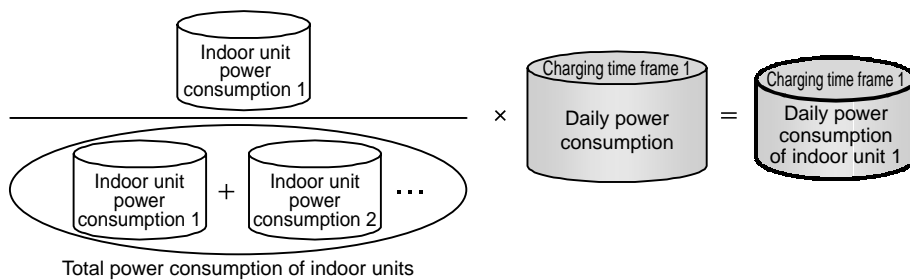 Indoor unit
power
consumption 1
Indoor unit
power
consumption 1
+
Indoor unit
power
consumption 2
...
Total power consumption of indoor units
×
Charging time frame 1
Daily power
consumption
=
Charging time frame 1
Daily power
consumption
of indoor unit 1